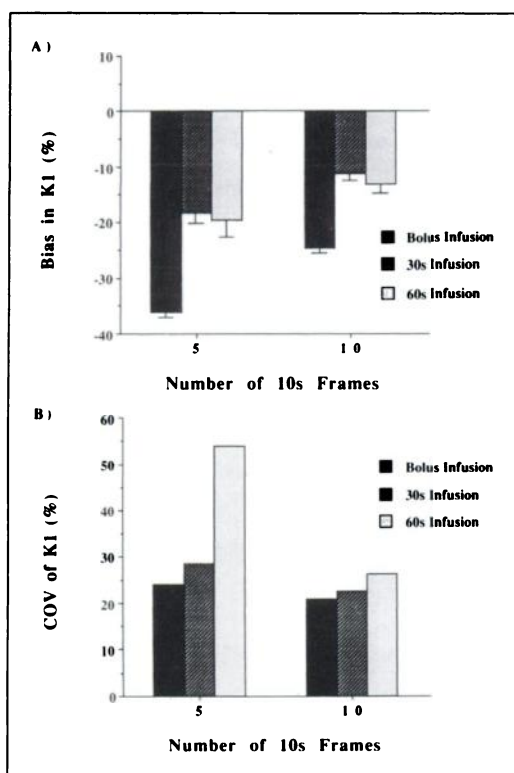 A)
10
0
-10
-20
-30
-40
Bias in K1 (%)
Bolus Infusion
30s Infusion
60s Infusion
5
10
Number of 10s Frames
B)
60
50
40
30
20
10
0
COV of K1 (%)
Bolus Infusion
30s Infusion
60s Infusion
5
10
Number of 10s Frames